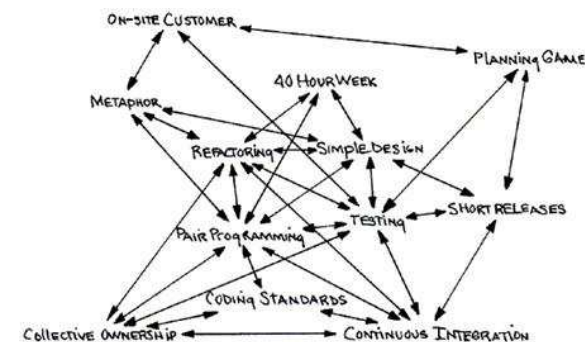 ON-SITE CUSTOMER
PLANNING GAME
40 HOUR WEEK
METAPHOR
REFACTORING
SIMPLE DESIGN
SHORT RELEASES
TESTING
PAIR PROGRAMMING
CODING STANDARDS
COLLECTIVE OWNERSHIP
CONTINUOUS INTEGRATION